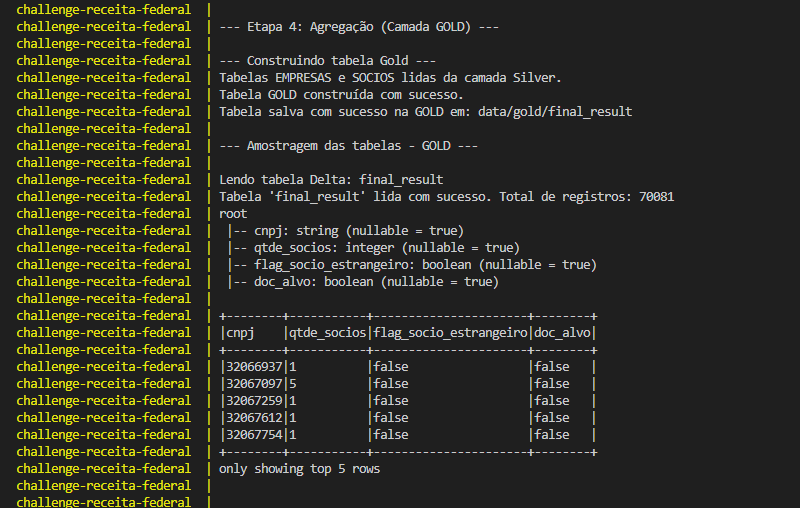 challenge-receita-federal |
challenge-receita-federal | --- Etapa 4: Agregação (Camada GOLD) ---
challenge-receita-federal |
challenge-receita-federal | --- Construindo tabela Gold ---
challenge-receita-federal | Tabelas EMPRESAS e SOCIOS lidas da camada Silver.
challenge-receita-federal | Tabela GOLD construída com sucesso.
challenge-receita-federal | Tabela salva com sucesso na GOLD em: data/gold/final_result
challenge-receita-federal |
challenge-receita-federal | --- Amostragem das tabelas - GOLD ---
challenge-receita-federal |
challenge-receita-federal | Lendo tabela Delta: final_result
challenge-receita-federal | Tabela 'final_result' lida com sucesso. Total de registros: 70081
challenge-receita-federal | root
challenge-receita-federal |  |-- cnpj: string (nullable = true)
challenge-receita-federal |  |-- qtde_socios: integer (nullable = true)
challenge-receita-federal |  |-- flag_socio_estrangeiro: boolean (nullable = true)
challenge-receita-federal |  |-- doc_alvo: boolean (nullable = true)
challenge-receita-federal |
challenge-receita-federal | +--------+-----------+----------------------+--------+
challenge-receita-federal | |cnpj    |qtde_socios|flag_socio_estrangeiro|doc_alvo|
challenge-receita-federal | +--------+-----------+----------------------+--------+
challenge-receita-federal | |32066937|1          |false                 |false   |
challenge-receita-federal | |32067097|5          |false                 |false   |
challenge-receita-federal | |32067259|1          |false                 |false   |
challenge-receita-federal | |32067612|1          |false                 |false   |
challenge-receita-federal | |32067754|1          |false                 |false   |
challenge-receita-federal | +--------+-----------+----------------------+--------+
challenge-receita-federal | only showing top 5 rows
challenge-receita-federal |
challenge-receita-federal |